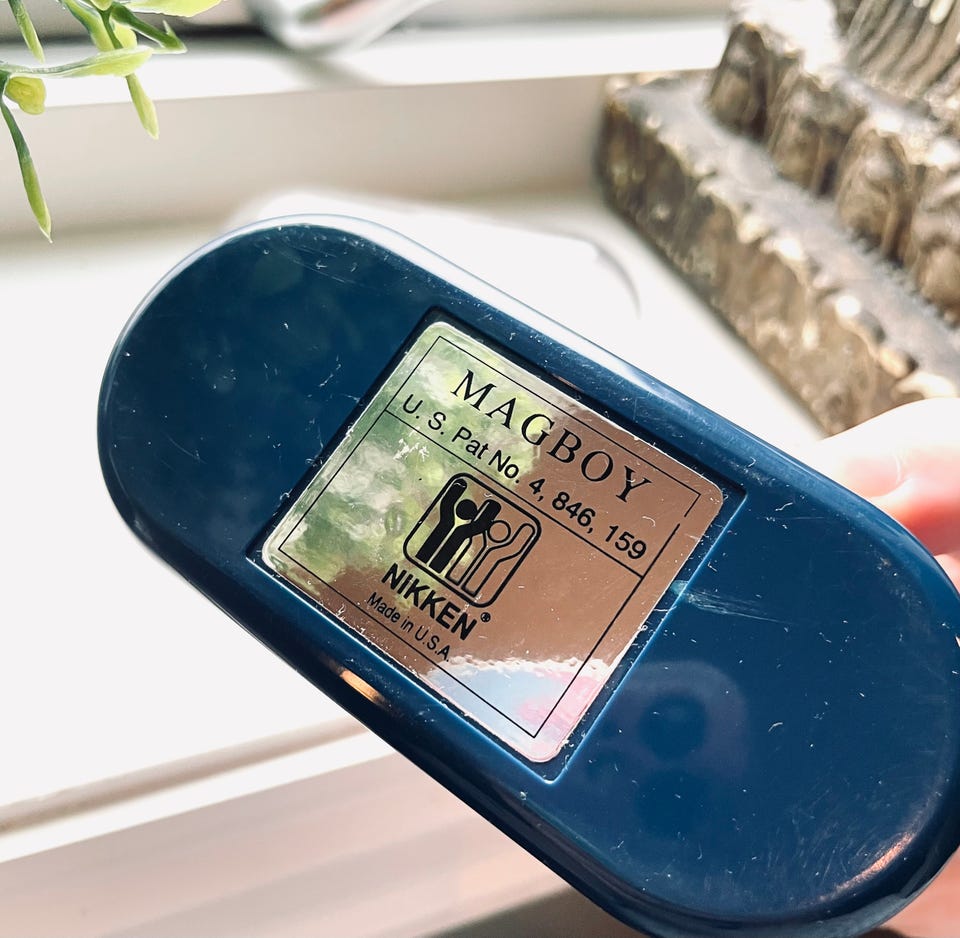 MAGBOY
U. S. Pat No. 4, 846, 159
NIKKEN®
Made in U.S.A